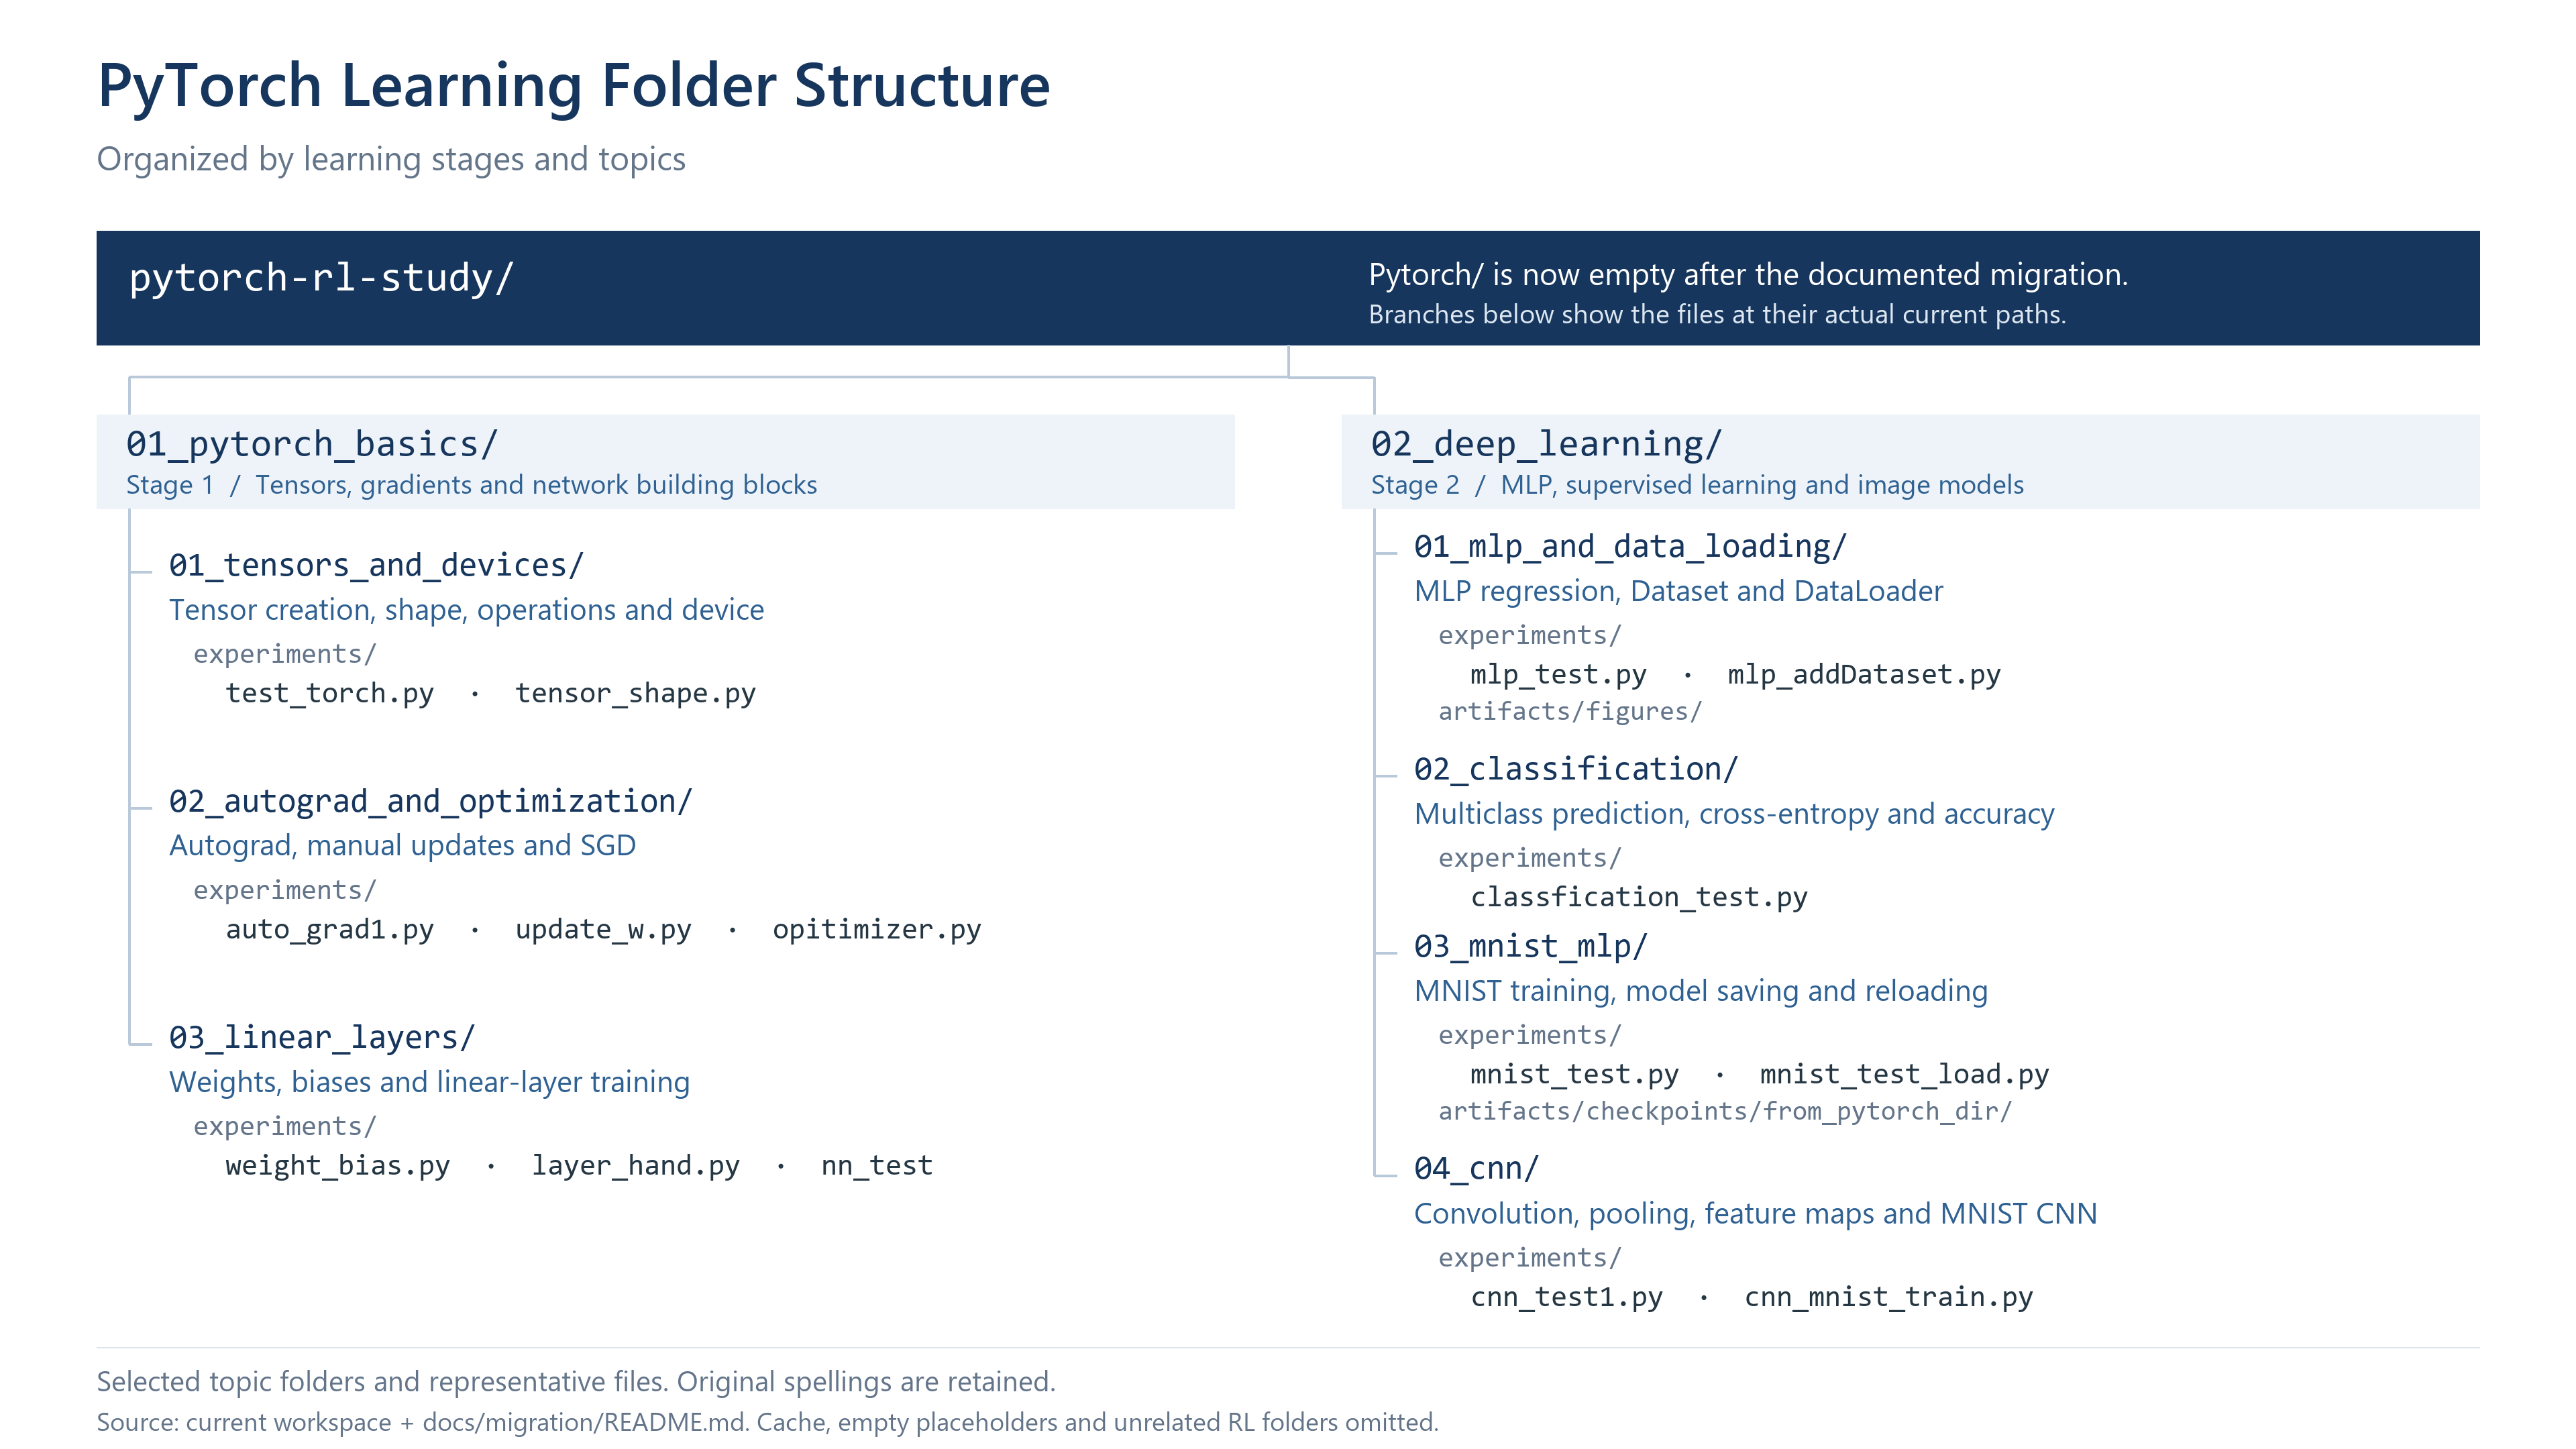 PyTorch Learning Folder Structure
Organized by learning stages and topics
pytorch-rl-study/
Pytorch/ is now empty after the documented migration.
Branches below show the files at their actual current paths.
01_pytorch_basics/
Stage 1 / Tensors, gradients and network building blocks
01_tensors_and_devices/
Tensor creation, shape, operations and device
experiments/
test_torch.py · tensor_shape.py
02_autograd_and_optimization/
Autograd, manual updates and SGD
experiments/
auto_grad1.py · update_w.py · opitimizer.py
03_linear_layers/
Weights, biases and linear-layer training
experiments/
weight_bias.py · layer_hand.py · nn_test
02_deep_learning/
Stage 2 / MLP, supervised learning and image models
01_mlp_and_data_loading/
MLP regression, Dataset and DataLoader
experiments/
mlp_test.py · mlp_addDataset.py
artifacts/figures/
02_classification/
Multiclass prediction, cross-entropy and accuracy
experiments/
classfication_test.py
03_mnist_mlp/
MNIST training, model saving and reloading
experiments/
mnist_test.py · mnist_test_load.py
artifacts/checkpoints/from_pytorch_dir/
04_cnn/
Convolution, pooling, feature maps and MNIST CNN
experiments/
cnn_test1.py · cnn_mnist_train.py
Selected topic folders and representative files. Original spellings are retained.
Source: current workspace + docs/migration/README.md. Cache, empty placeholders and unrelated RL folders omitted.